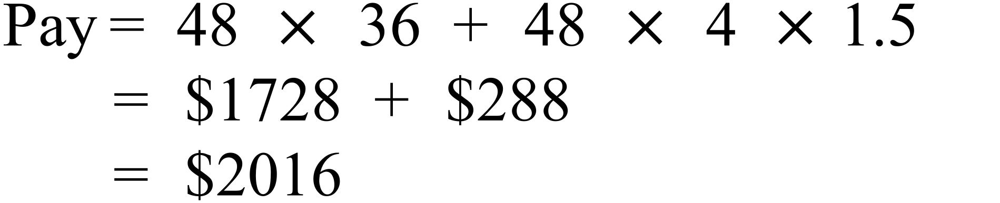 Pay = 48 × 36 + 48 × 4 × 1.5
= $1728 + $288
= $2016